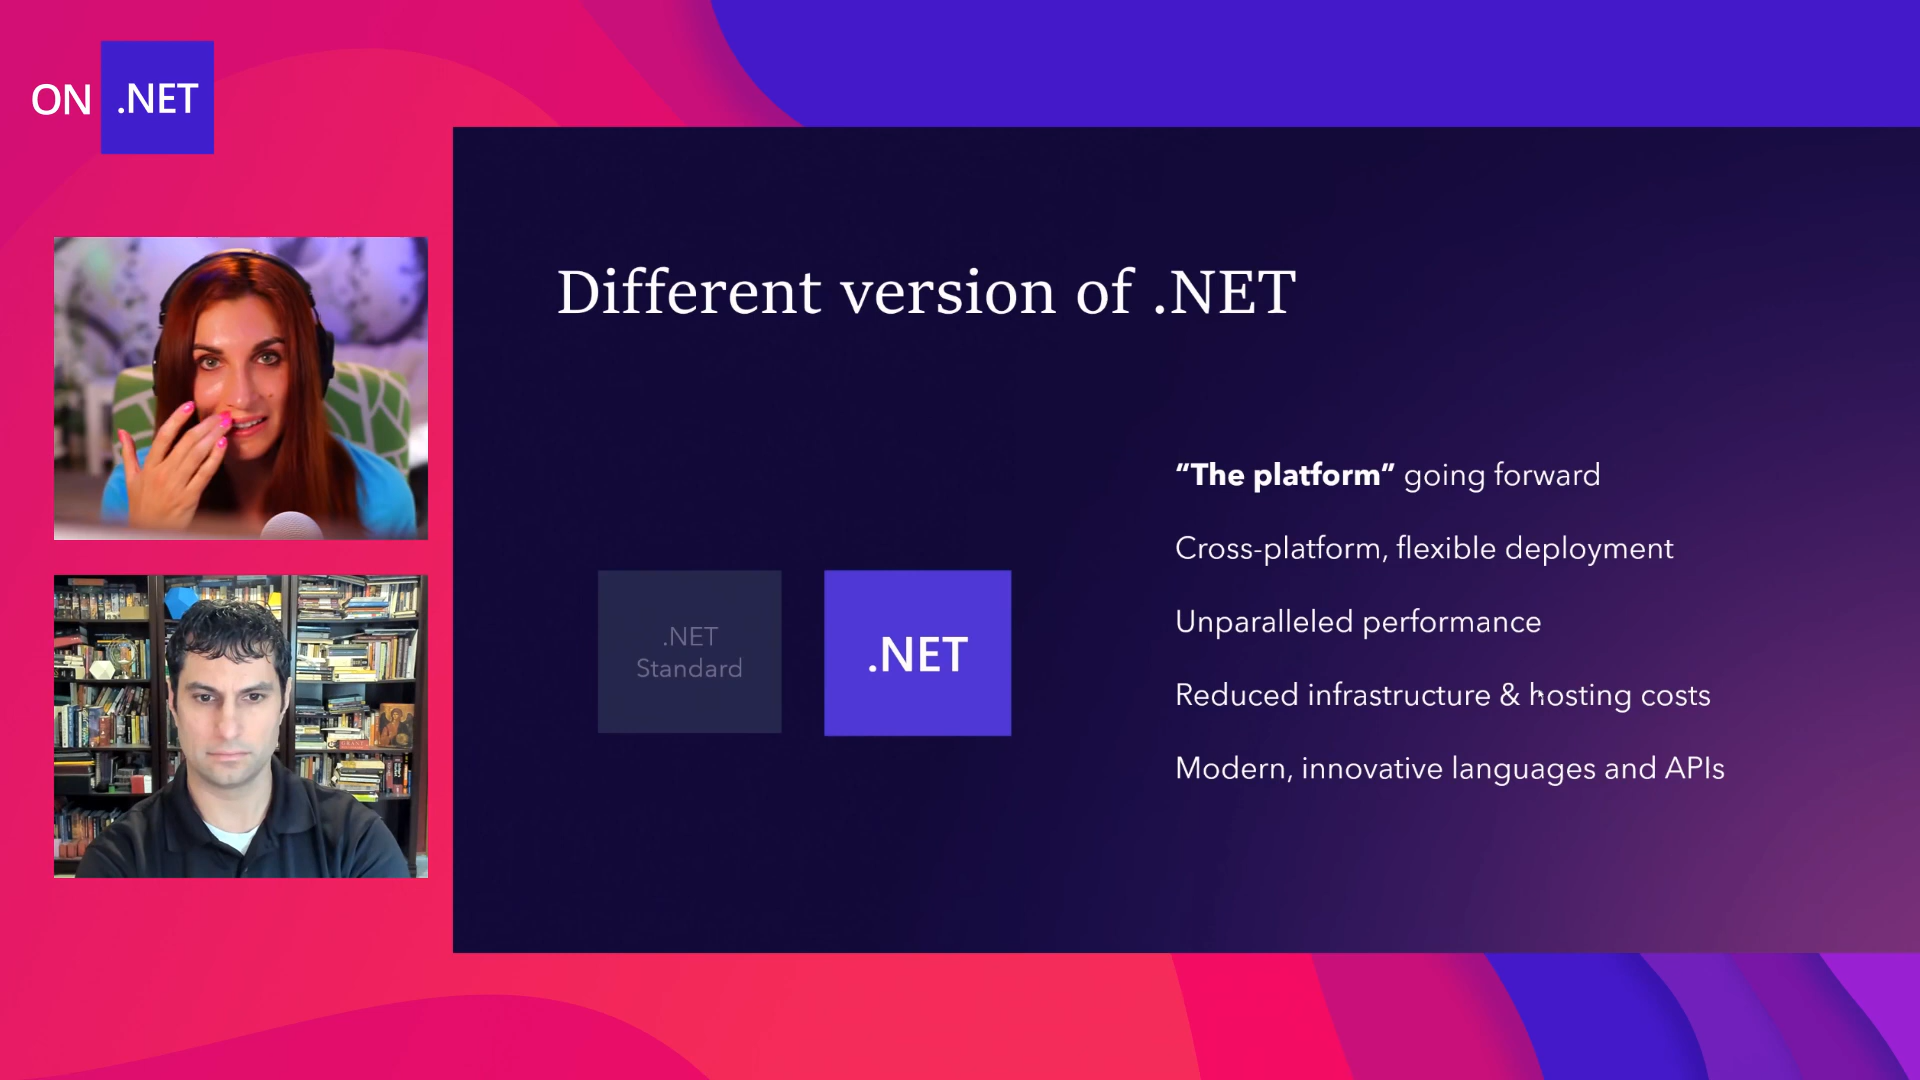 ON .NET
Different version of .NET
.NET
Standard
.NET
“The platform” going forward
Cross-platform, flexible deployment
Unparalleled performance
Reduced infrastructure & hosting costs
Modern, innovative languages and APIs